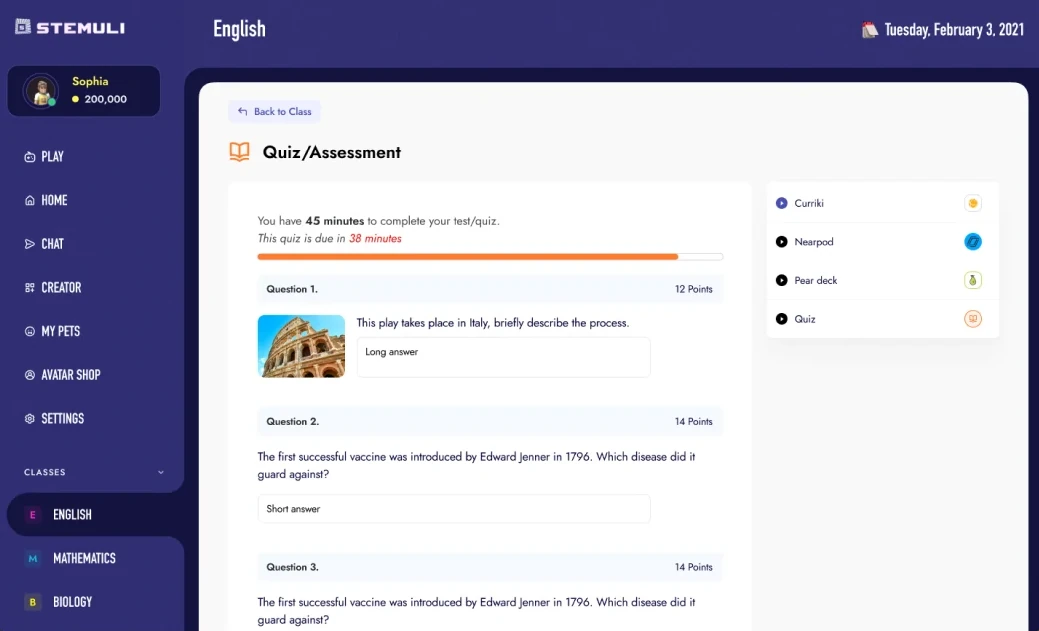 STEMULI
English
Tuesday, February 3, 2021
Sophia
200,000
PLAY
HOME
CHAT
CREATOR
MY PETS
AVATAR SHOP
SETTINGS
CLASSES
E ENGLISH
M MATHEMATICS
B BIOLOGY
Back to Class
Quiz/Assessment
You have 45 minutes to complete your test/quiz.
This quiz is due in 38 minutes
Question 1. 12 Points
This play takes place in Italy, briefly describe the process.
Long answer
Question 2. 14 Points
The first successful vaccine was introduced by Edward Jenner in 1796. Which disease did it
guard against?
Short answer
Question 3. 14 Points
The first successful vaccine was introduced by Edward Jenner in 1796. Which disease did it
guard against?
Curriki
Nearpod
Pear deck
Quiz